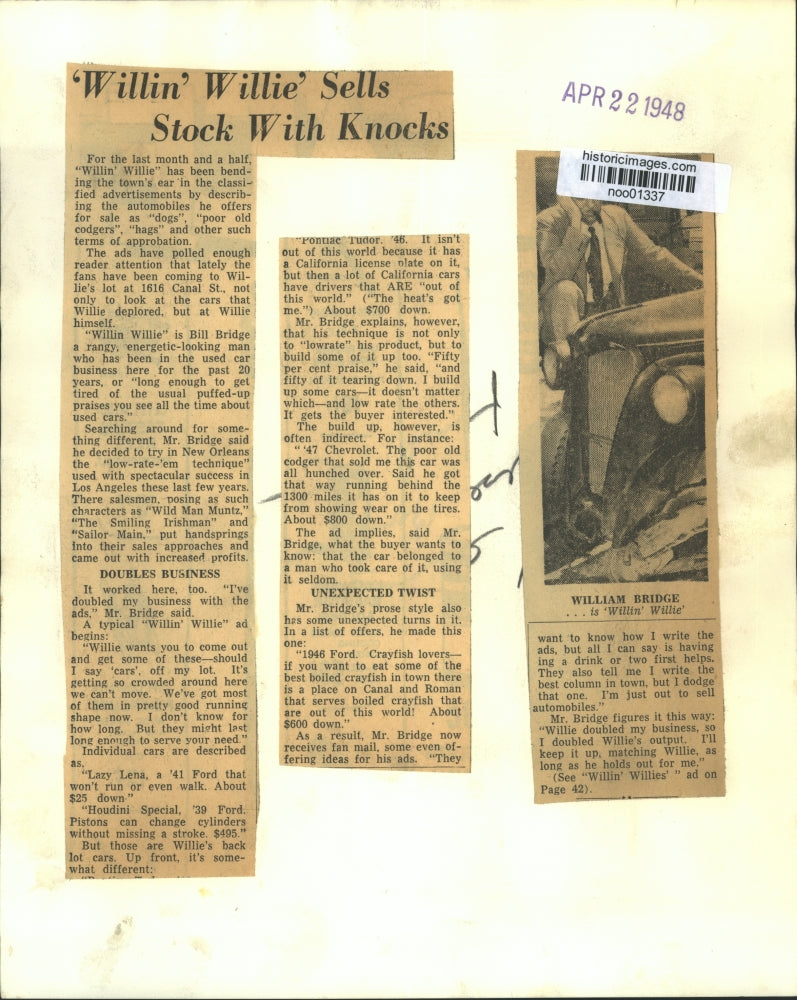 'Willin' Willie' Sells
Stock With Knocks
APR 22 1948
historicimages.com
noo01337
For the last month and a half,
"Willin' Willie" has been bend-
ing the town's ear in the classi-
fied advertisements by describ-
ing the automobiles he offers
for sale as "dogs", "poor old
codgers", "hags" and other such
terms of approbation.
The ads have polled enough
reader attention that lately the
fans have been coming to Wil-
lie's lot at 1616 Canal St., not
only to look at the cars that
Willie deplored, but at Willie
himself.
"Willin Willie" is Bill Bridge
a rangy, energetic-looking man
who has been in the used car
business here for the past 20
years, or "long enough to get
tired of the usual puffed-up
praises you see all the time about
used cars."
Searching around for some-
thing different, Mr. Bridge said
he decided to try in New Orleans
the "low-rate-'em technique"
used with spectacular success in
Los Angeles these last few years.
There salesmen, posing as such
characters as "Wild Man Muntz,"
"The Smiling Irishman" and
"Sailor Main," put handsprings
into their sales approaches and
came out with increased profits.
DOUBLES BUSINESS
It worked here, too. "I've
doubled my business with the
ads," Mr. Bridge said.
A typical "Willin' Willie" ad
begins:
"Willie wants you to come out
and get some of these—should
I say 'cars', off my lot. It's
getting so crowded around here
we can't move. We've got most
of them in pretty good running
shape now. I don't know for
how long. But they might last
long enough to serve your need."
Individual cars are described
as,
"Lazy Lena, a '41 Ford that
won't run or even walk. About
$25 down"
"Houdini Special, '39 Ford.
Pistons can change cylinders
without missing a stroke. $495."
But those are Willie's back
lot cars. Up front, it's some-
what different:
"Pontiac Tudor. '46. It isn't
out of this world because it has
a California license plate on it,
but then a lot of California cars
have drivers that ARE "out of
this world." ("The heat's got
me.") About $700 down.
Mr. Bridge explains, however,
that his technique is not only
to "lowrate" his product, but to
build some of it up too. "Fifty
per cent praise," he said, "and
fifty of it tearing down. I build
up some cars—it doesn't matter
which—and low rate the others.
It gets the buyer interested."
The build up, however, is
often indirect. For instance:
"'47 Chevrolet. The poor old
codger that sold me this car was
all hunched over. Said he got
that way running behind the
1300 miles it has on it to keep
from showing wear on the tires.
About $800 down."
The ad implies, said Mr.
Bridge, what the buyer wants to
know: that the car belonged to
a man who took care of it, using
it seldom.
UNEXPECTED TWIST
Mr. Bridge's prose style also
has some unexpected turns in it.
In a list of offers, he made this
one:
"1946 Ford. Crayfish lovers—
if you want to eat some of the
best boiled crayfish in town there
is a place on Canal and Roman
that serves boiled crayfish that
are out of this world! About
$600 down."
As a result, Mr. Bridge now
receives fan mail, some even of-
fering ideas for his ads. "They
WILLIAM BRIDGE
. . . is 'Willin' Willie'
want to know how I write the
ads, but all I can say is having
ing a drink or two first helps.
They also tell me I write the
best column in town, but I dodge
that one. I'm just out to sell
automobiles."
Mr. Bridge figures it this way:
"Willie doubled my business, so
I doubled Willie's output. I'll
keep it up, matching Willie, as
long as he holds out for me."
(See "Willin' Willies' " ad on
Page 42).